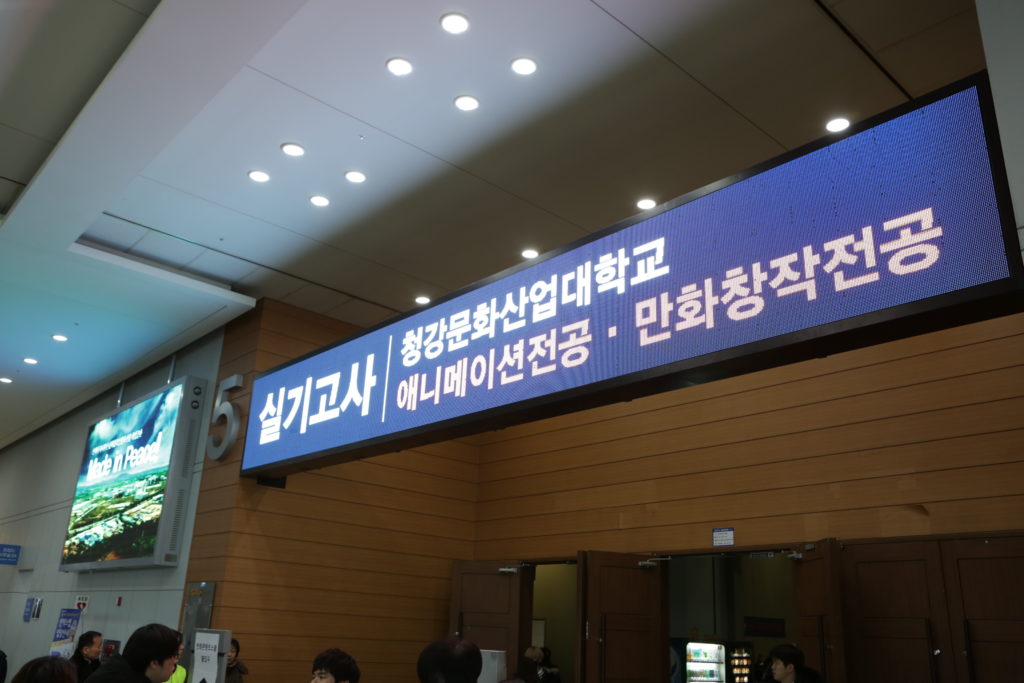 실기고사
청강문화산업대학교
애니메이션전공 · 만화창작전공
5
Made in Peace!